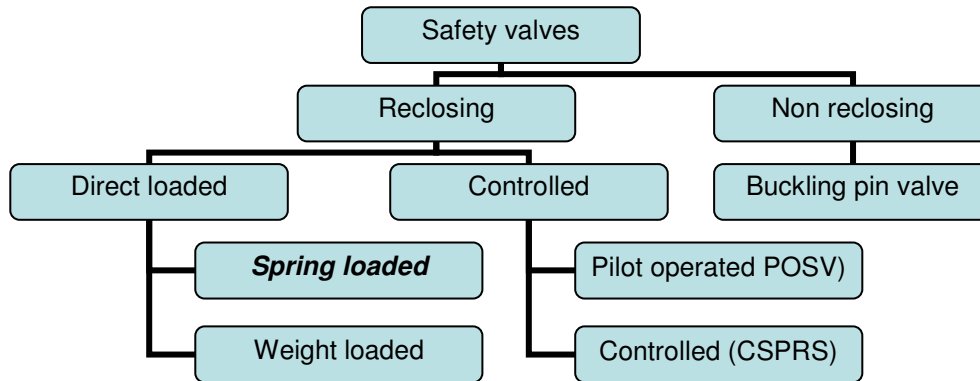 Safety valves
Reclosing
Non reclosing
Direct loaded
Controlled
Buckling pin valve
Spring loaded
Pilot operated POSV)
Weight loaded
Controlled (CSPRS)